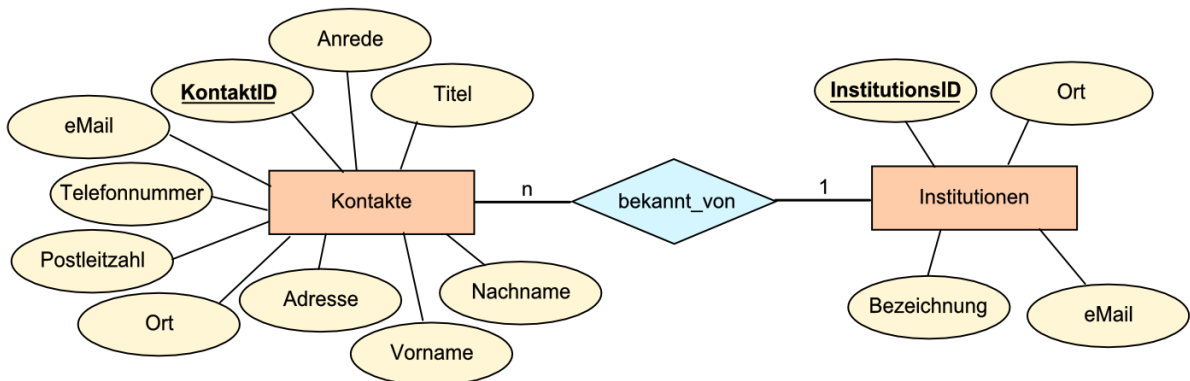 Anrede
KontaktID
Titel
InstitutionsID
Ort
eMail
Telefonnummer
Kontakte
n
bekannt_von
1
Institutionen
Postleitzahl
Ort
Adresse
Nachname
Vorname
Bezeichnung
eMail